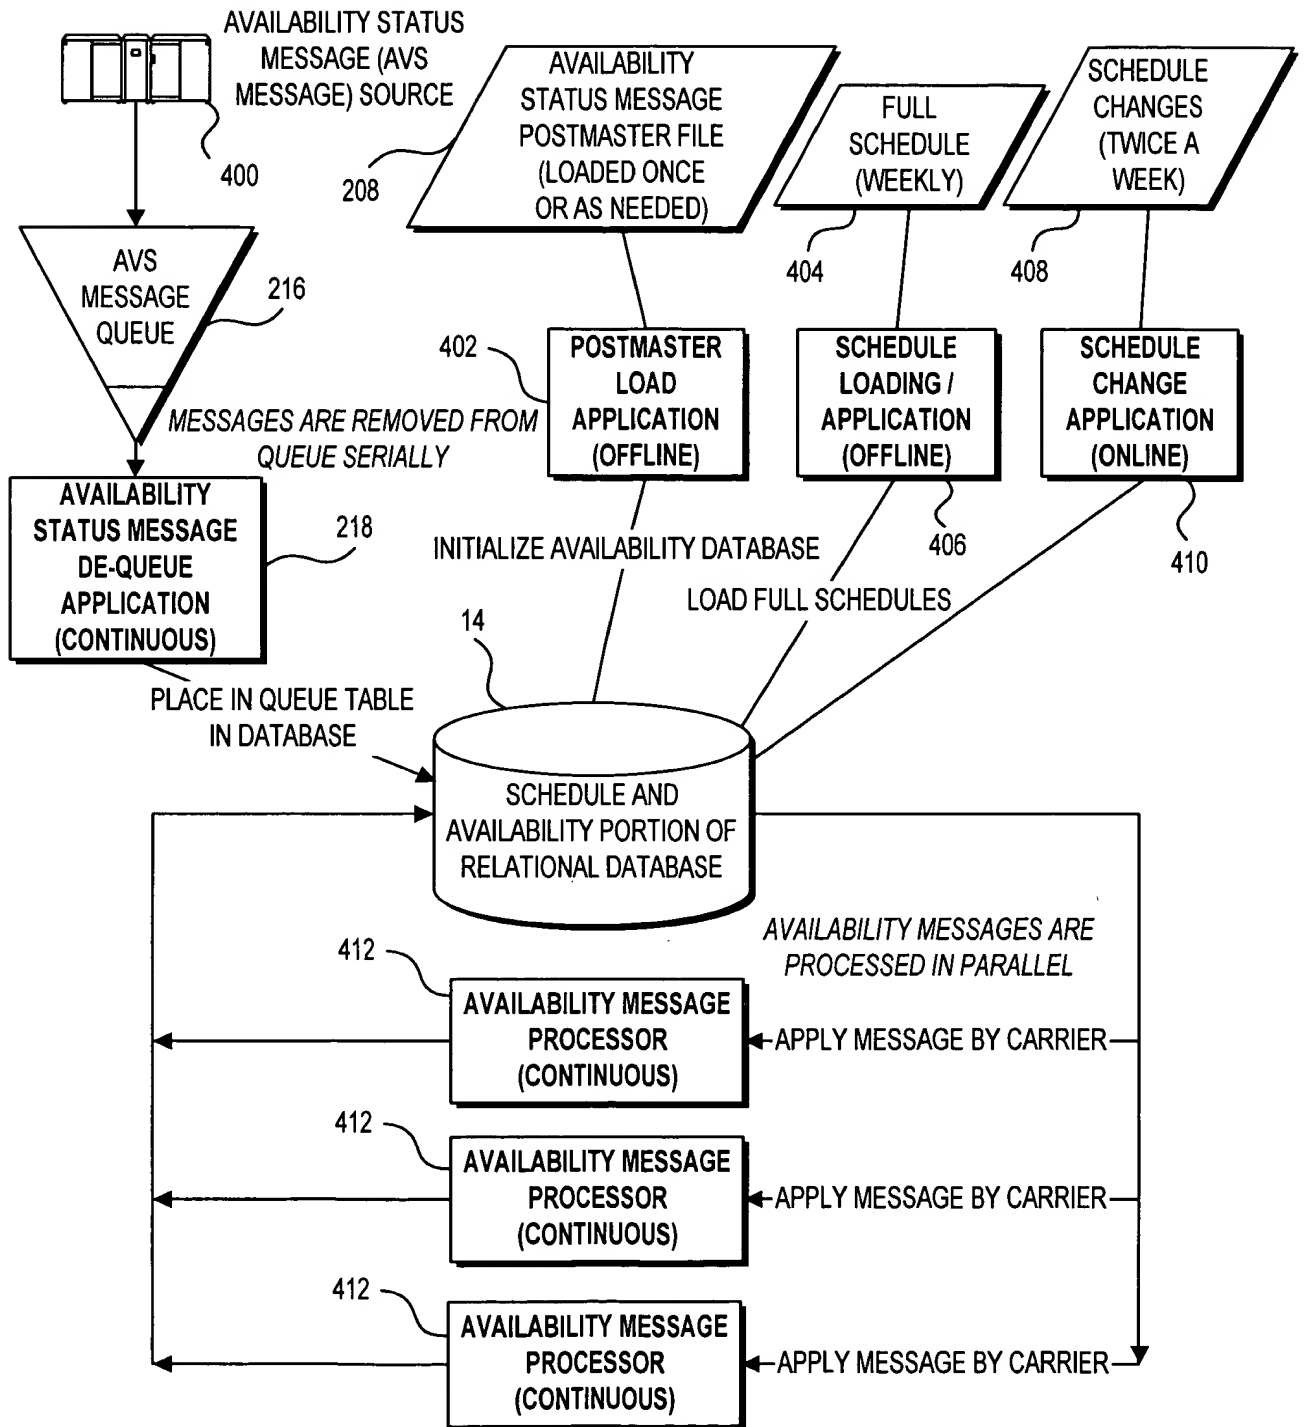 AVAILABILITY STATUS
MESSAGE (AVS
MESSAGE) SOURCE
400
AVAILABILITY
STATUS MESSAGE
POSTMASTER FILE
(LOADED ONCE
OR AS NEEDED)
208
FULL
SCHEDULE
(WEEKLY)
404
SCHEDULE
CHANGES
(TWICE A
WEEK)
408
AVS
MESSAGE
QUEUE
216
MESSAGES ARE REMOVED FROM
QUEUE SERIALLY
402
POSTMASTER
LOAD
APPLICATION
(OFFLINE)
SCHEDULE
LOADING /
APPLICATION
(OFFLINE)
406
SCHEDULE
CHANGE
APPLICATION
(ONLINE)
410
AVAILABILITY
STATUS MESSAGE
DE-QUEUE
APPLICATION
(CONTINUOUS)
218
INITIALIZE AVAILABILITY DATABASE
LOAD FULL SCHEDULES
PLACE IN QUEUE TABLE
IN DATABASE
14
SCHEDULE AND
AVAILABILITY PORTION OF
RELATIONAL DATABASE
AVAILABILITY MESSAGES ARE
PROCESSED IN PARALLEL
412
AVAILABILITY MESSAGE
PROCESSOR
(CONTINUOUS)
APPLY MESSAGE BY CARRIER
412
AVAILABILITY MESSAGE
PROCESSOR
(CONTINUOUS)
APPLY MESSAGE BY CARRIER
412
AVAILABILITY MESSAGE
PROCESSOR
(CONTINUOUS)
APPLY MESSAGE BY CARRIER